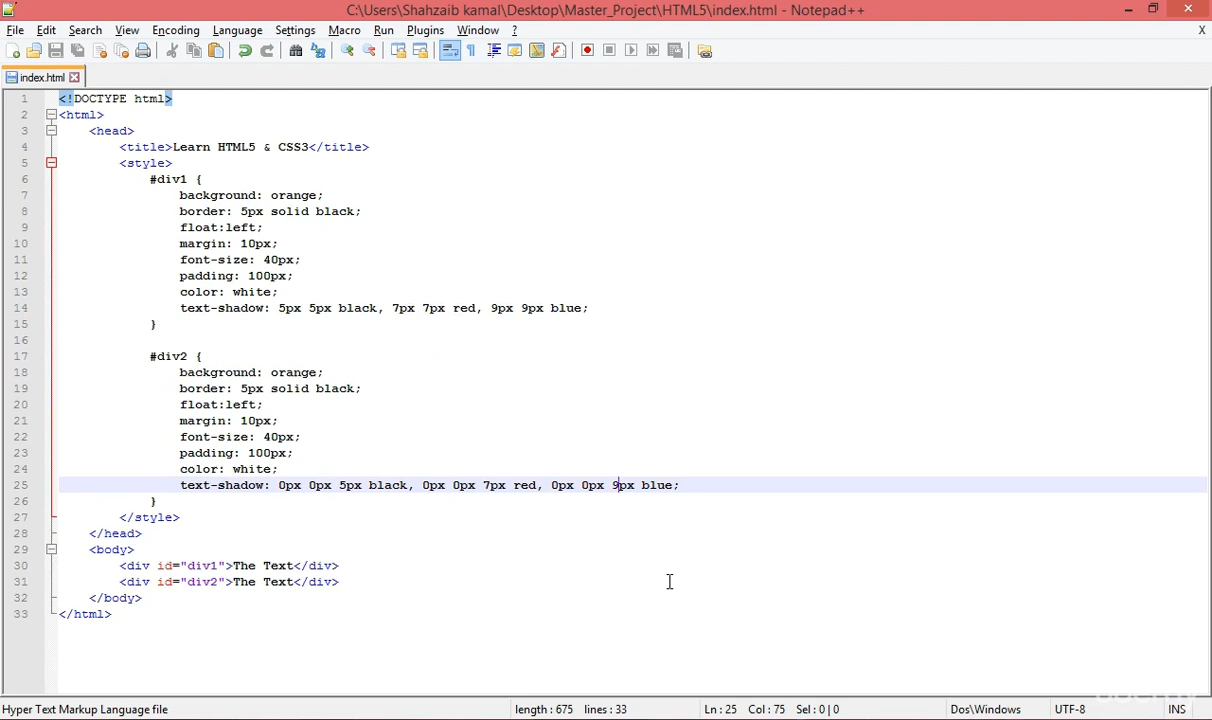 C:\Users\Shahzaib kamal\Desktop\Master_Project\HTML5\index.html - Notepad++
File Edit Search View Encoding Language Settings Macro Run Plugins Window ? X
index.html
1 <!DOCTYPE html>
2 <html>
3 <head>
4 <title>Learn HTML5 & CSS3</title>
5 <style>
6 #div1 {
7 background: orange;
8 border: 5px solid black;
9 float:left;
10 margin: 10px;
11 font-size: 40px;
12 padding: 100px;
13 color: white;
14 text-shadow: 5px 5px black, 7px 7px red, 9px 9px blue;
15 }
16
17 #div2 {
18 background: orange;
19 border: 5px solid black;
20 float:left;
21 margin: 10px;
22 font-size: 40px;
23 padding: 100px;
24 color: white;
25 text-shadow: 0px 0px 5px black, 0px 0px 7px red, 0px 0px 9px blue;
26 }
27 </style>
28 </head>
29 <body>
30 <div id="div1">The Text</div>
31 <div id="div2">The Text</div>
32 </body>
33 </html>
Hyper Text Markup Language file length : 675 lines : 33 Ln : 25 Col : 75 Sel : 0 | 0 Dos\Windows UTF-8 INS